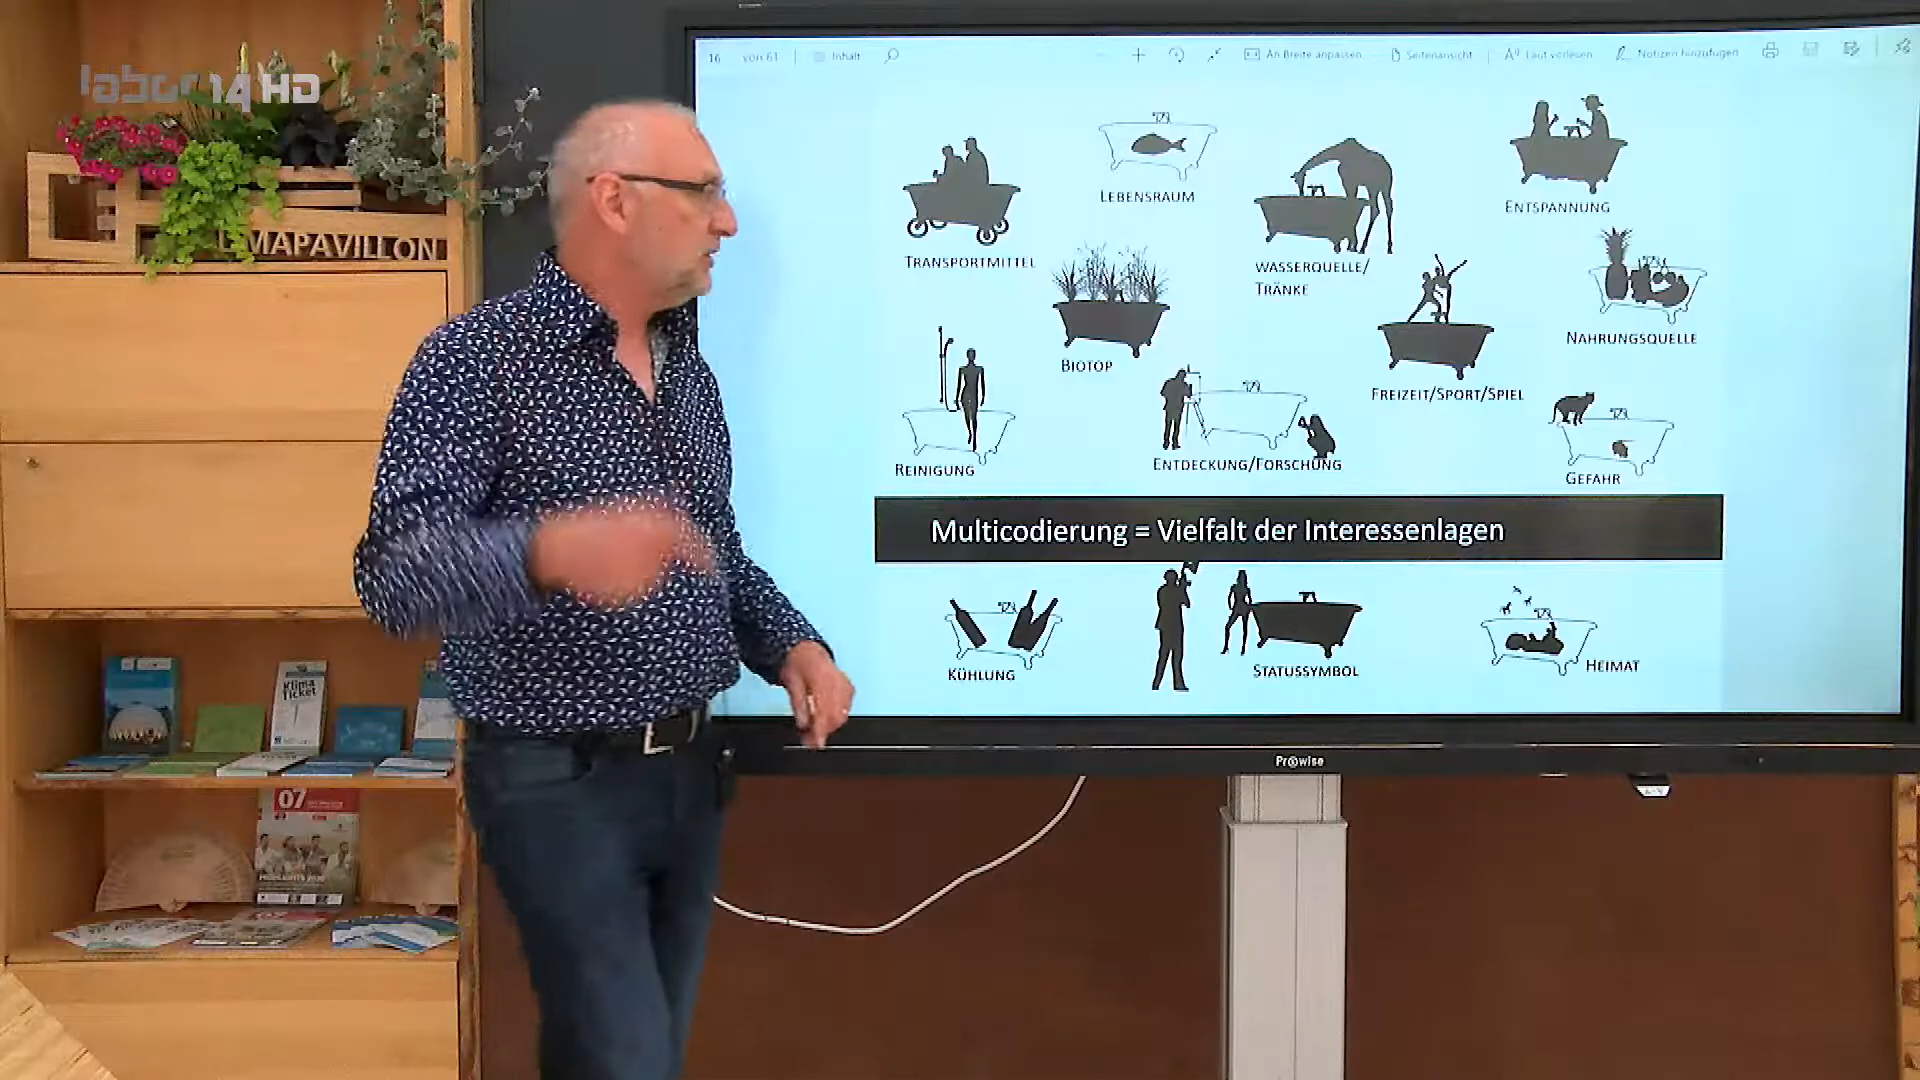 labor14HD
IMAPAVILLON
16 von 61 Inhalt An Breite anpassen Seitenansicht Laut vorlesen Notizen hinzufügen
LEBENSRAUM
ENTSPANNUNG
TRANSPORTMITTEL
WASSERQUELLE/
TRÄNKE
NAHRUNGSQUELLE
BIOTOP
FREIZEIT/SPORT/SPIEL
REINIGUNG
ENTDECKUNG/FORSCHUNG
GEFAHR
Multicodierung = Vielfalt der Interessenlagen
KÜHLUNG
STATUSSYMBOL
HEIMAT
Prowise
Klima
Ticket
07